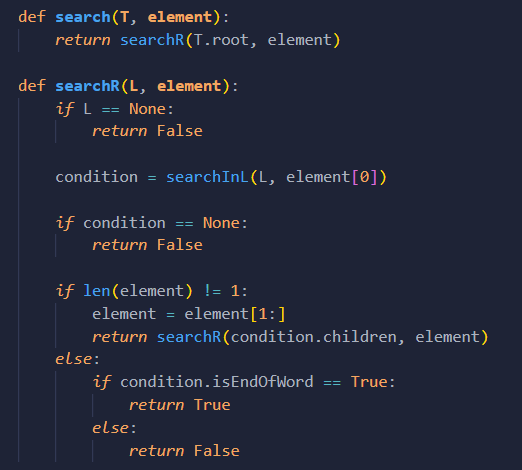 def search(T, element):
    return searchR(T.root, element)

def searchR(L, element):
    if L == None:
        return False

    condition = searchInL(L, element[0])

    if condition == None:
        return False

    if len(element) != 1:
        element = element[1:]
        return searchR(condition.children, element)
    else:
        if condition.isEndOfWord == True:
            return True
        else:
            return False